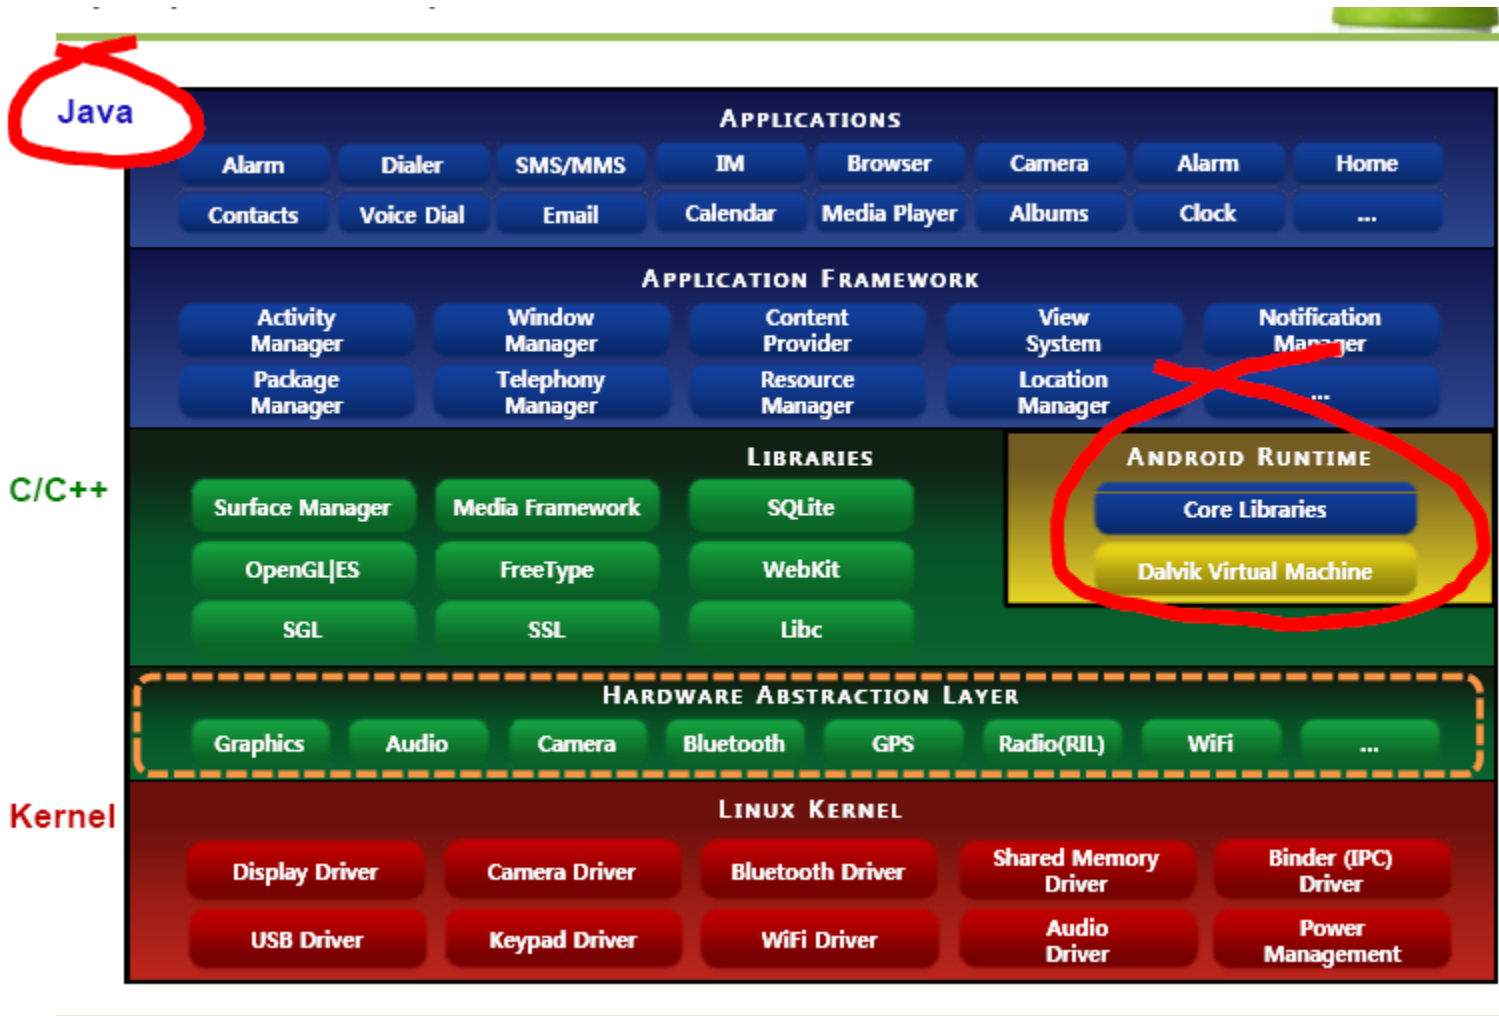 Java
APPLICATIONS
Alarm Dialer SMS/MMS IM Browser Camera Alarm Home
Contacts Voice Dial Email Calendar Media Player Albums Clock ...
APPLICATION FRAMEWORK
Activity Manager Window Manager Content Provider View System Notification Manager
Package Manager Telephony Manager Resource Manager Location Manager ...
C/C++
LIBRARIES
Surface Manager Media Framework SQLite
OpenGL|ES FreeType WebKit
SGL SSL Libc
ANDROID RUNTIME
Core Libraries
Dalvik Virtual Machine
HARDWARE ABSTRACTION LAYER
Graphics Audio Camera Bluetooth GPS Radio(RIL) WiFi ...
Kernel
LINUX KERNEL
Display Driver Camera Driver Bluetooth Driver Shared Memory Driver Binder (IPC) Driver
USB Driver Keypad Driver WiFi Driver Audio Driver Power Management